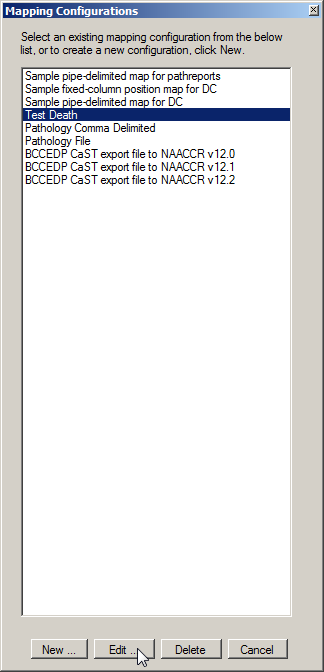 Mapping Configurations
Select an existing mapping configuration from the below
list, or to create a new configuration, click New.
Sample pipe-delimited map for pathreports
Sample fixed-column position map for DC
Sample pipe-delimited map for DC
Test Death
Pathology Comma Delimited
Pathology File
BCCEDP CaST export file to NAACCR v12.0
BCCEDP CaST export file to NAACCR v12.1
BCCEDP CaST export file to NAACCR v12.2
New ... Edit ... Delete Cancel